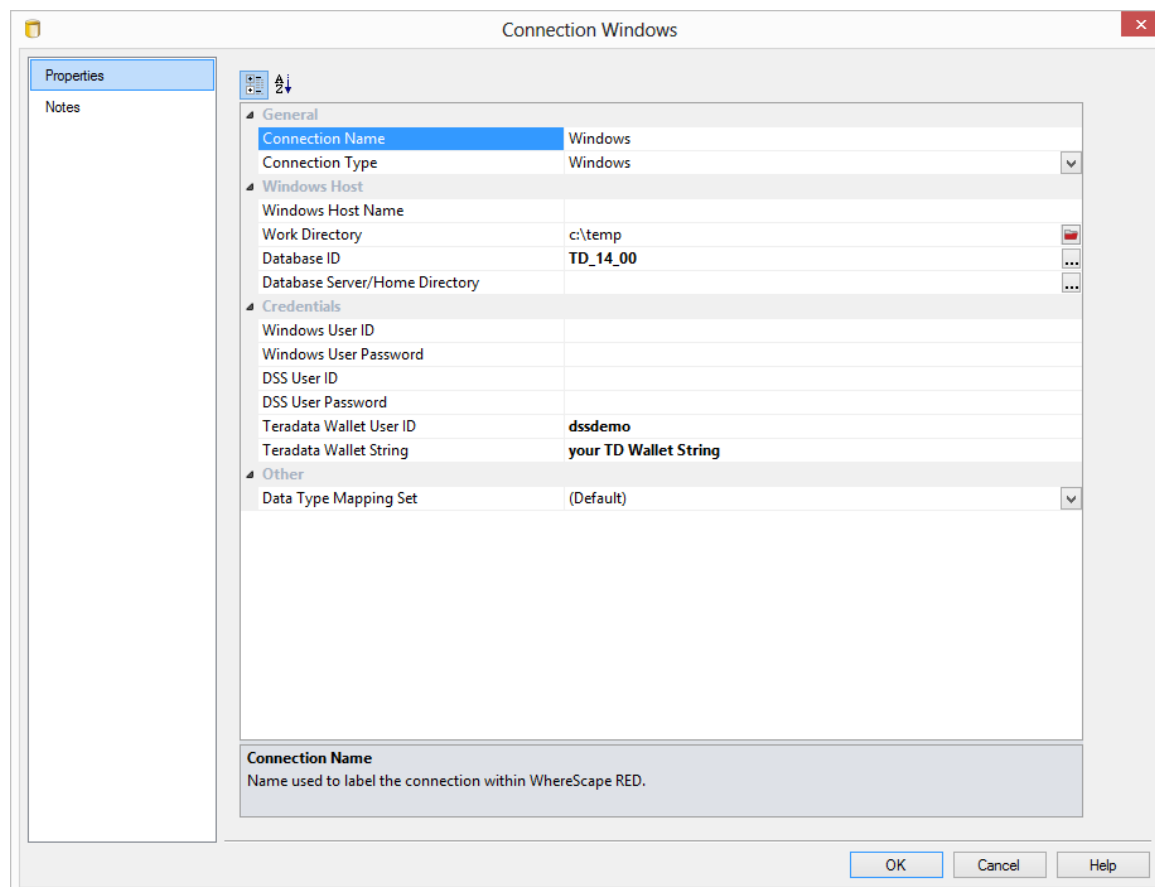 Connection Windows
Properties
Notes
General
Connection Name Windows
Connection Type Windows
Windows Host
Windows Host Name
Work Directory c:\temp
Database ID TD_14_00
Database Server/Home Directory
Credentials
Windows User ID
Windows User Password
DSS User ID
DSS User Password
Teradata Wallet User ID dssdemo
Teradata Wallet String your TD Wallet String
Other
Data Type Mapping Set (Default)
Connection Name
Name used to label the connection within WhereScape RED.
OK Cancel Help